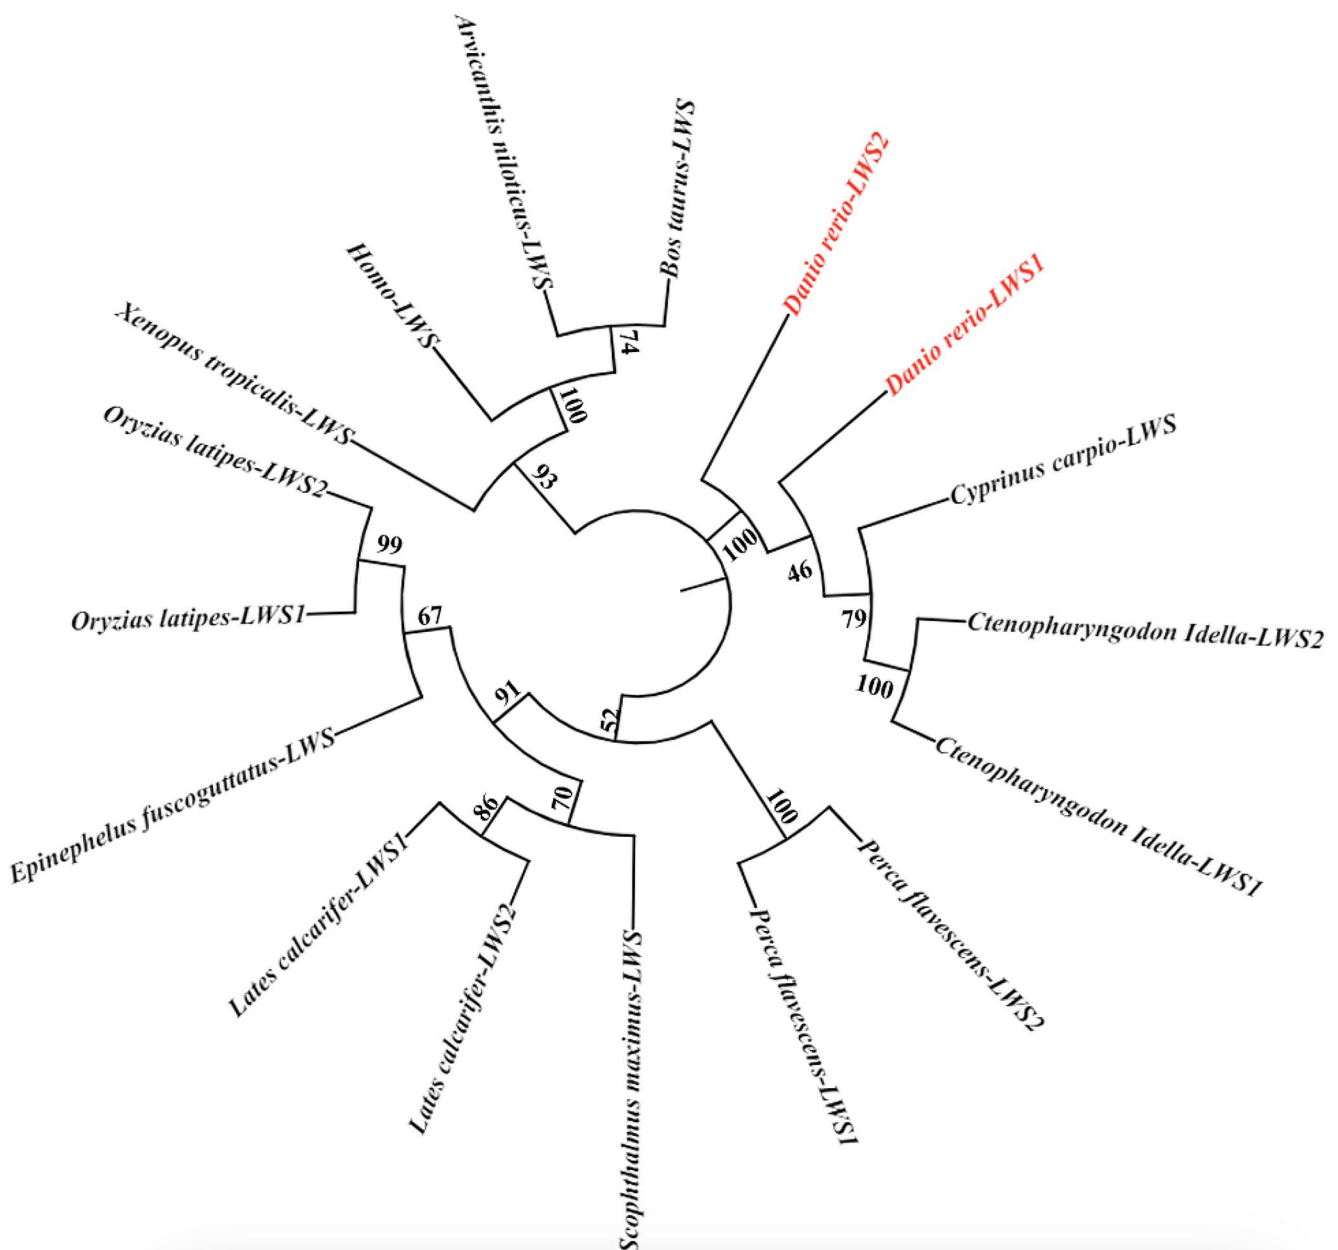 Arvicanthis niloticus-LWS
Bos taurus-LWS
Danio rerio-LWS2
Danio rerio-LWS1
Homo-LWS
Xenopus tropicalis-LWS
Oryzias latipes-LWS2
Oryzias latipes-LWS1
Epinephelus fuscoguttatus-LWS
Lates calcarifer-LWS1
Lates calcarifer-LWS2
Scophthalmus maximus-LWS
Perca flavescens-LWS1
Perca flavescens-LWS2
Ctenopharyngodon Idella-LWS1
Ctenopharyngodon Idella-LWS2
Cyprinus carpio-LWS
74
100
93
99
67
91
52
70
86
100
100
46
79
100